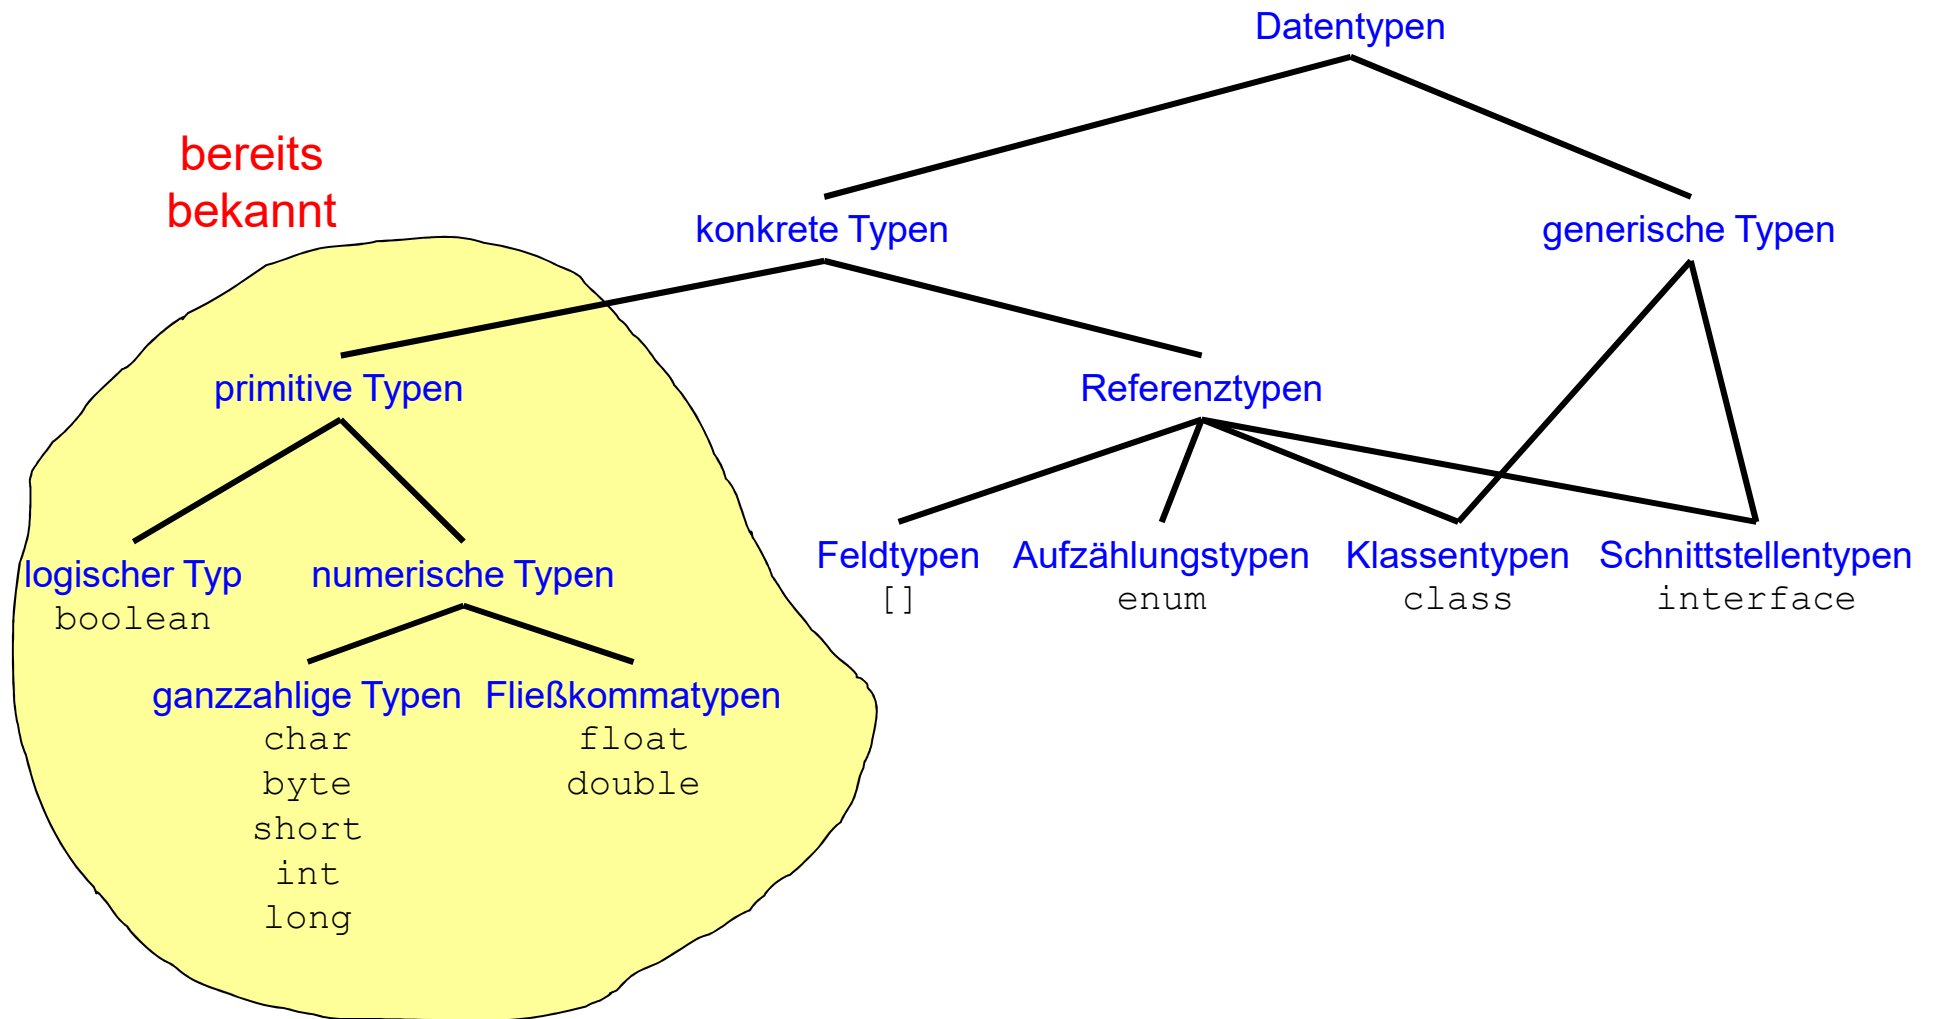 Datentypen
bereits
bekannt
konkrete Typen
generische Typen
primitive Typen
Referenztypen
logischer Typ
boolean
numerische Typen
Feldtypen
[]
Aufzählungstypen
enum
Klassentypen
class
Schnittstellentypen
interface
ganzzahlige Typen
char
byte
short
int
long
Fließkommatypen
float
double